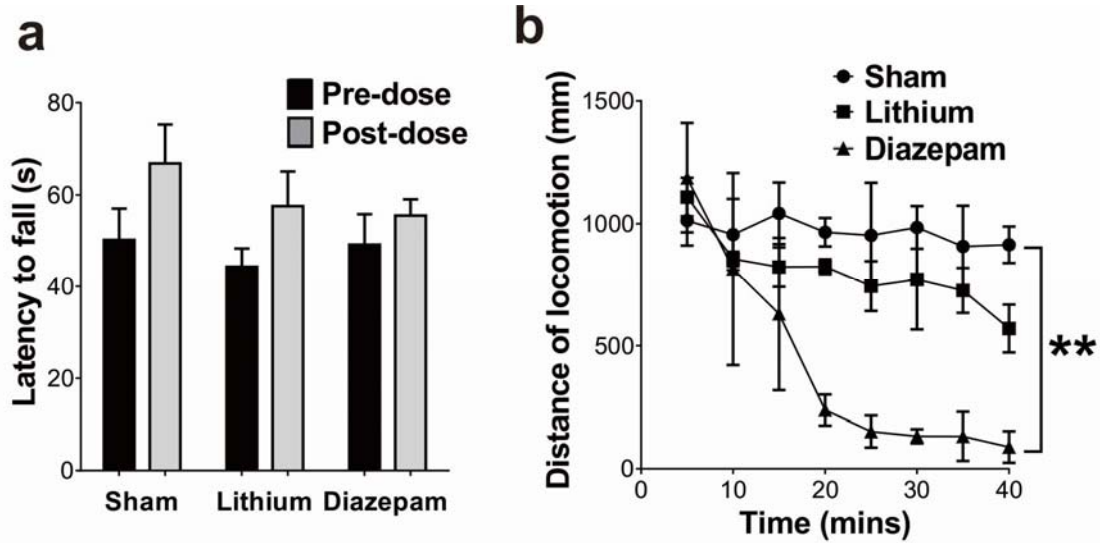 a
Pre-dose
Post-dose
Latency to fall (s)
80
60
40
20
0
Sham Lithium Diazepam
b
Sham
Lithium
Diazepam
Distance of locomotion (mm)
1500
1000
500
0
0 10 20 30 40
Time (mins)
**